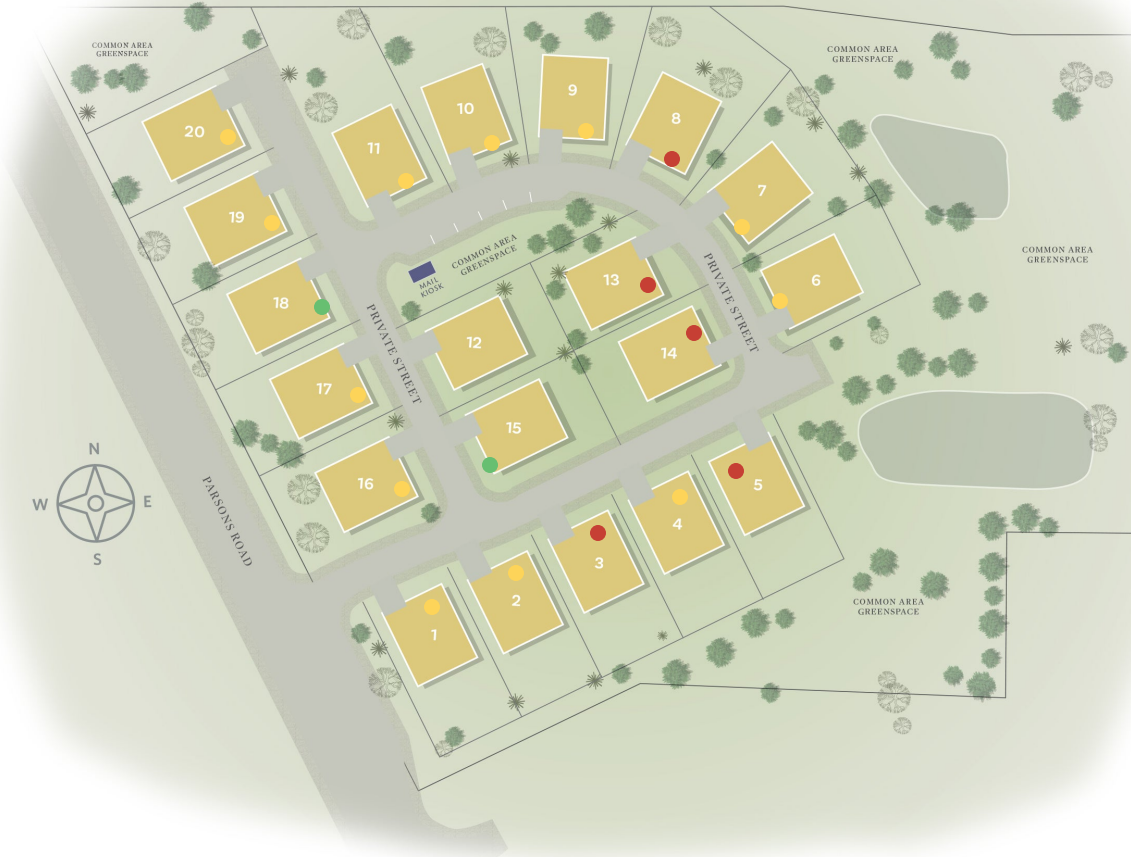 COMMON AREA
GREENSPACE
COMMON AREA
GREENSPACE
20
19
18
17
16
11
10
9
8
7
6
COMMON AREA
GREENSPACE
MAIL
KIOSK
PRIVATE STREET
PRIVATE STREET
COMMON AREA
GREENSPACE
12
13
14
15
N
W
E
S
PARSONS ROAD
1
2
3
4
5
COMMON AREA
GREENSPACE